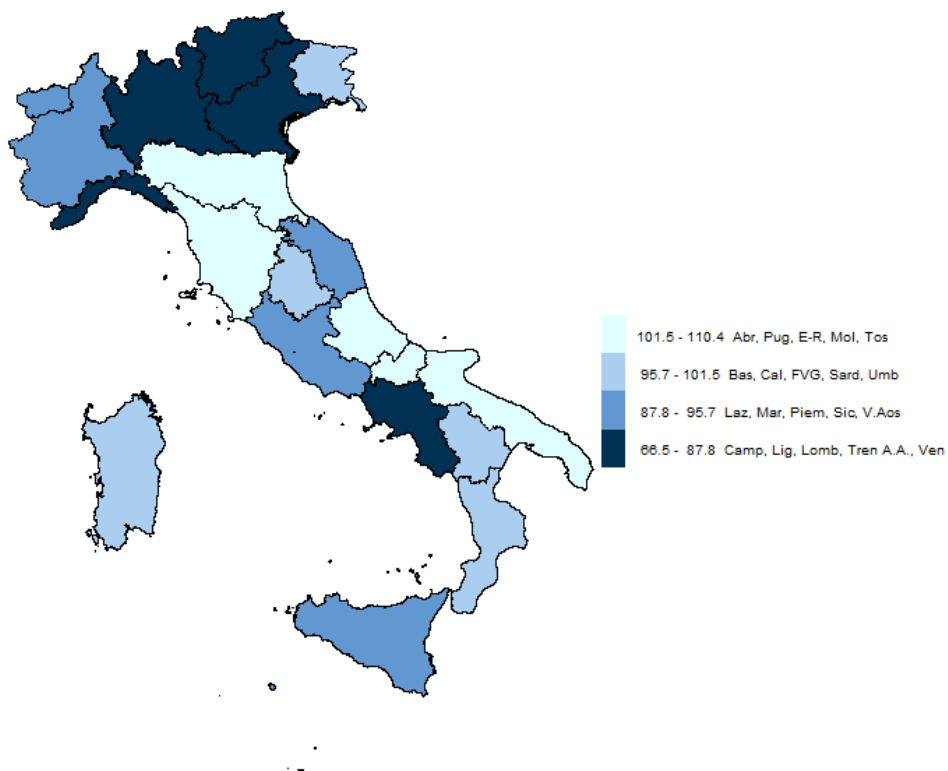 101.5 - 110.4 Abr, Pug, E-R, Mol, Tos
95.7 - 101.5 Bas, Cal, FVG, Sard, Umb
87.8 - 95.7 Laz, Mar, Piem, Sic, V.Aos
66.5 - 87.8 Camp, Lig, Lomb, Tren A.A., Ven